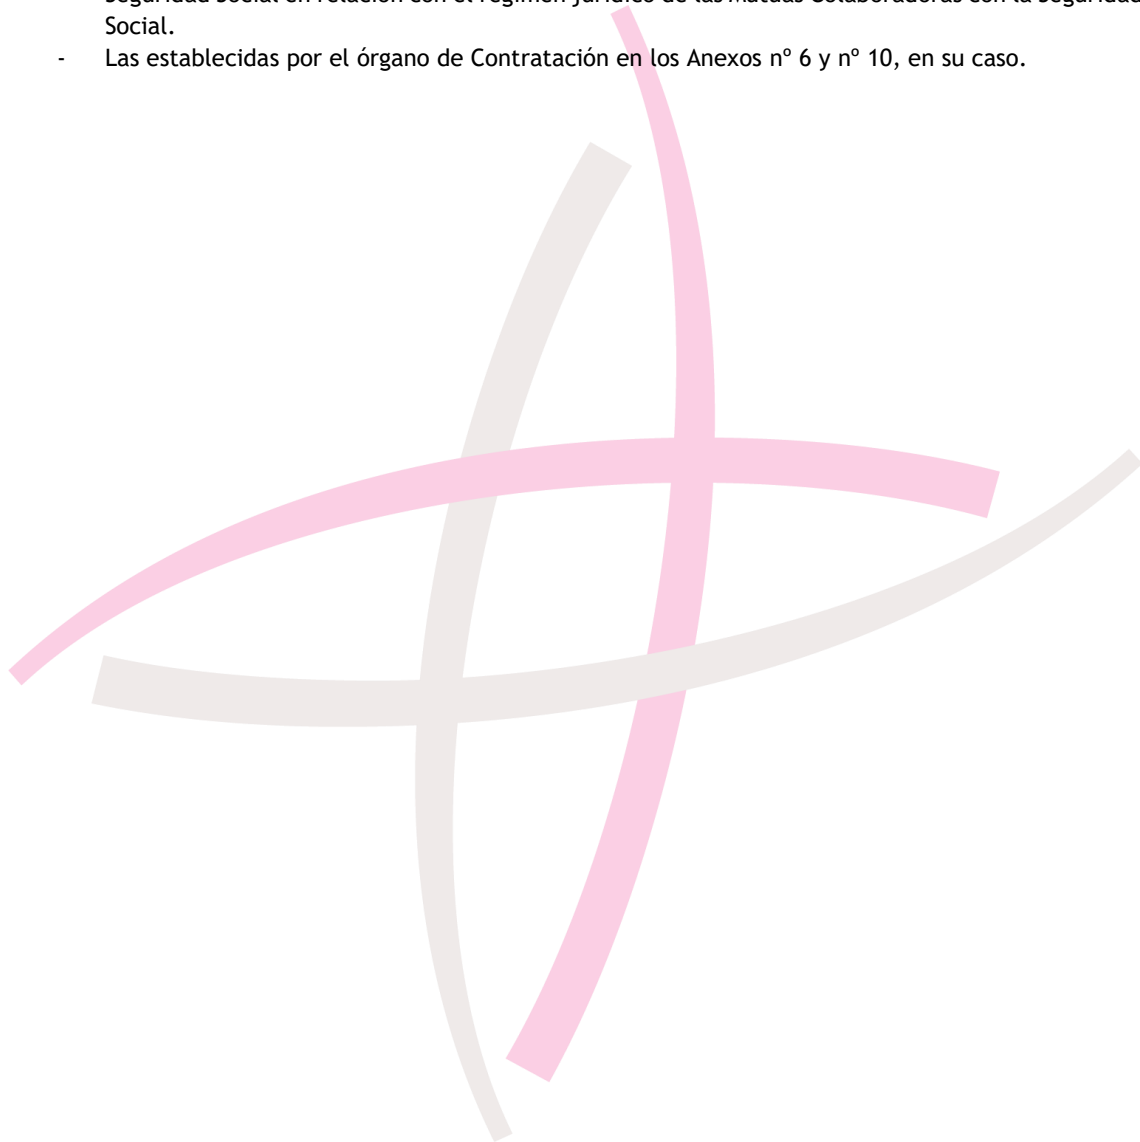 Seguridad Social en relación con el régimen jurídico de las Mutuas Colaboradoras con la Seguridad
Social.
- Las establecidas por el órgano de Contratación en los Anexos nº 6 y nº 10, en su caso.